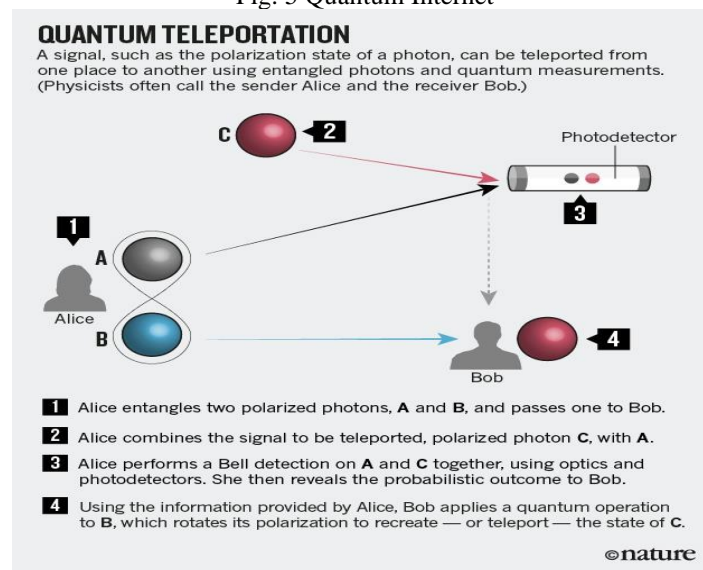 Fig. 3 Quantum Internet
QUANTUM TELEPORTATION
A signal, such as the polarization state of a photon, can be teleported from
one place to another using entangled photons and quantum measurements.
(Physicists often call the sender Alice and the receiver Bob.)
C 2
Photodetector
3
1
A
Alice
B
4
Bob
1 Alice entangles two polarized photons, A and B, and passes one to Bob.
2 Alice combines the signal to be teleported, polarized photon C, with A.
3 Alice performs a Bell detection on A and C together, using optics and
photodetectors. She then reveals the probabilistic outcome to Bob.
4 Using the information provided by Alice, Bob applies a quantum operation
to B, which rotates its polarization to recreate — or teleport — the state of C.
©nature